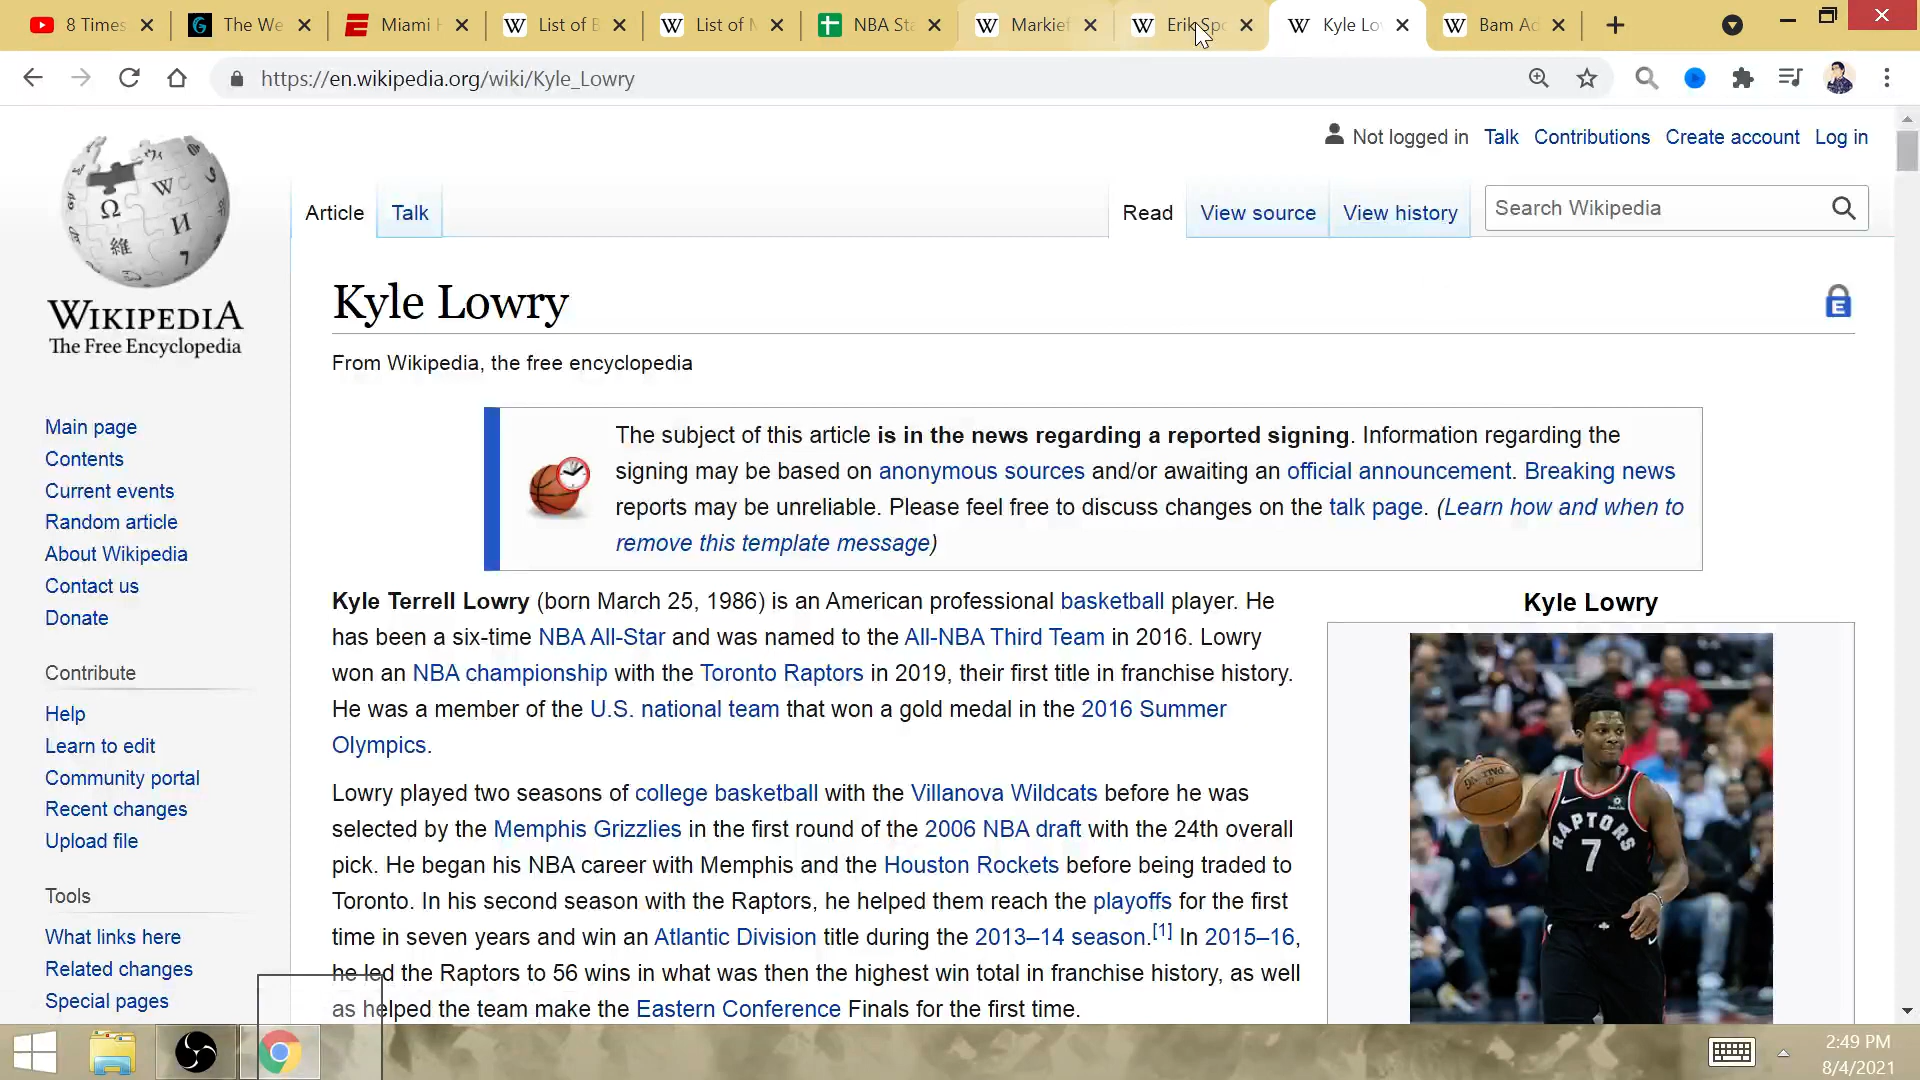 8 Times
The We
Miami
List of
List of
NBA Sta
Markief
Erik Spo
Kyle Lo
Bam Ad
https://en.wikipedia.org/wiki/Kyle_Lowry
Not logged in Talk Contributions Create account Log in
Article Talk Read View source View history Search Wikipedia
WIKIPEDIA
The Free Encyclopedia
Main page
Contents
Current events
Random article
About Wikipedia
Contact us
Donate
Contribute
Help
Learn to edit
Community portal
Recent changes
Upload file
Tools
What links here
Related changes
Special pages
Kyle Lowry
From Wikipedia, the free encyclopedia
The subject of this article is in the news regarding a reported signing. Information regarding the
signing may be based on anonymous sources and/or awaiting an official announcement. Breaking news
reports may be unreliable. Please feel free to discuss changes on the talk page. (Learn how and when to
remove this template message)
Kyle Terrell Lowry (born March 25, 1986) is an American professional basketball player. He
has been a six-time NBA All-Star and was named to the All-NBA Third Team in 2016. Lowry
won an NBA championship with the Toronto Raptors in 2019, their first title in franchise history.
He was a member of the U.S. national team that won a gold medal in the 2016 Summer
Olympics.
Lowry played two seasons of college basketball with the Villanova Wildcats before he was
selected by the Memphis Grizzlies in the first round of the 2006 NBA draft with the 24th overall
pick. He began his NBA career with Memphis and the Houston Rockets before being traded to
Toronto. In his second season with the Raptors, he helped them reach the playoffs for the first
time in seven years and win an Atlantic Division title during the 2013–14 season.[1] In 2015–16,
he led the Raptors to 56 wins in what was then the highest win total in franchise history, as well
as helped the team make the Eastern Conference Finals for the first time.
Kyle Lowry
RAPTORS
7
2:49 PM
8/4/2021